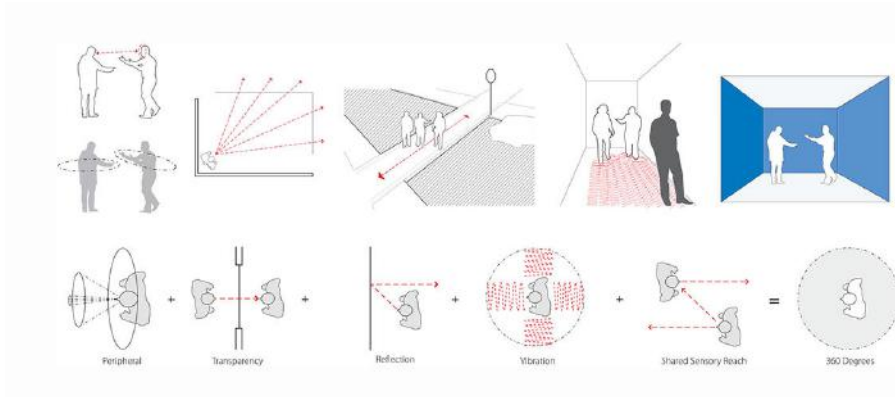 Peripheral
Transparency
Reflection
Vibration
Shared Sensory Reach
360 Degrees